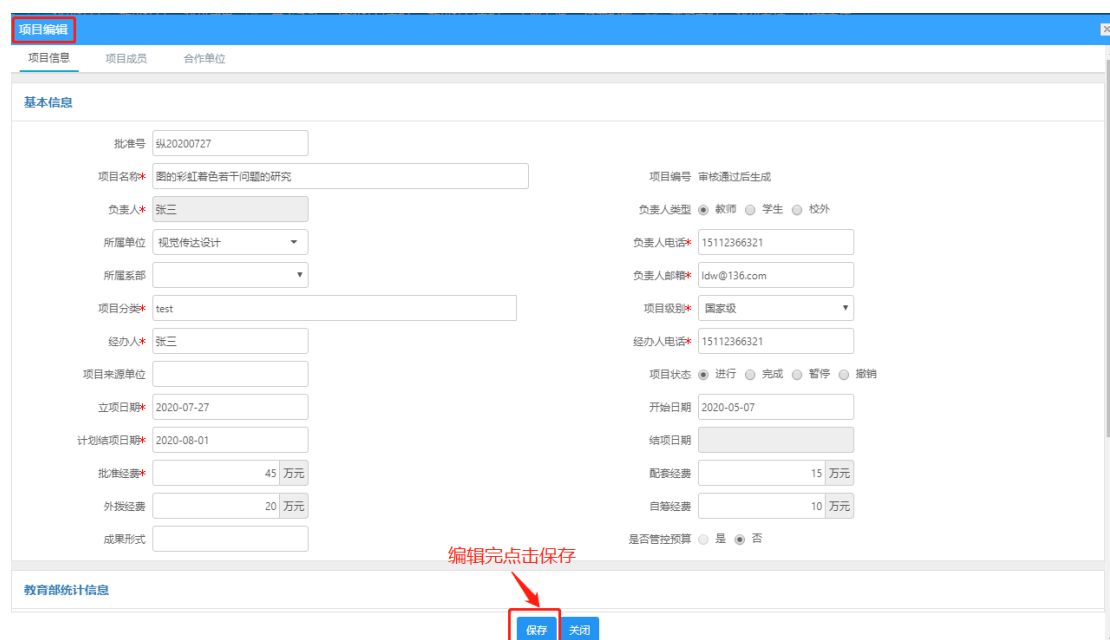 项目编辑
项目信息 项目成员 合作单位
基本信息
批准号 纵20200727
项目名称* 图的彩虹着色若干问题的研究 项目编号 审核通过后生成
负责人* 张三 负责人类型 教师 学生 校外
所属单位 视觉传达设计 负责人电话* 15112366321
所属系部 负责人邮箱* ldw@136.com
项目分类* test 项目级别* 国家级
经办人* 张三 经办人电话* 15112366321
项目来源单位 项目状态 进行 完成 暂停 撤销
立项日期* 2020-07-27 开始日期 2020-05-07
计划结项日期* 2020-08-01 结项日期
批准经费* 45 万元 配套经费 15 万元
外拨经费 20 万元 自筹经费 10 万元
成果形式 是否管控预算 是 否
编辑完点击保存
教育部统计信息
保存 关闭